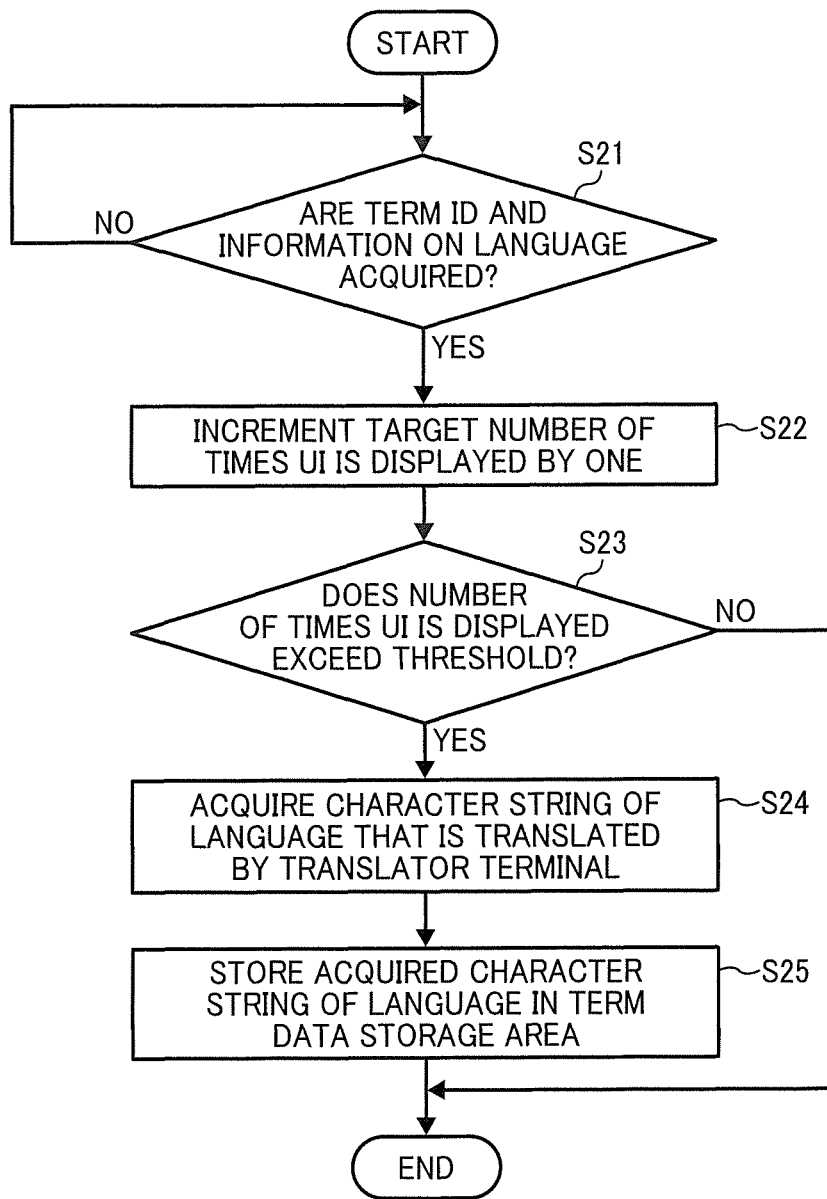 START
S21
ARE TERM ID AND
INFORMATION ON LANGUAGE
ACQUIRED?
NO
YES
INCREMENT TARGET NUMBER OF
TIMES UI IS DISPLAYED BY ONE
S22
S23
DOES NUMBER
OF TIMES UI IS DISPLAYED
EXCEED THRESHOLD?
NO
YES
ACQUIRE CHARACTER STRING OF
LANGUAGE THAT IS TRANSLATED
BY TRANSLATOR TERMINAL
S24
STORE ACQUIRED CHARACTER
STRING OF LANGUAGE IN TERM
DATA STORAGE AREA
S25
END